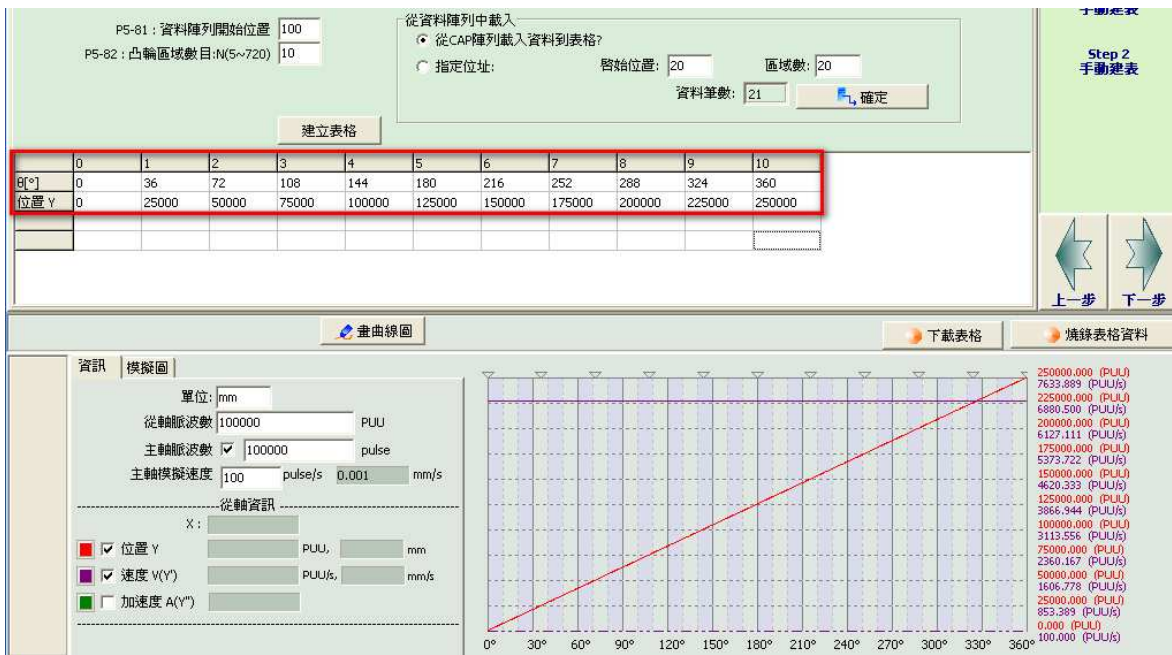 手動建表
Step 2
手動建表
P5-81 : 資料陣列開始位置 100
P5-82 : 凸輪區域數目:N(5~720) 10
從資料陣列中載入
從CAP陣列載入資料到表格?
指定位址: 啓始位置: 20 區域數: 20
資料筆數: 21 確定
建立表格
0 1 2 3 4 5 6 7 8 9 10
θ[°] 0 36 72 108 144 180 216 252 288 324 360
位置 Y 0 25000 50000 75000 100000 125000 150000 175000 200000 225000 250000
上一步 下一步
畫曲線圖
下載表格 燒錄表格資料
資訊 模擬圖
單位: mm
從軸脈波數 100000 PUU
主軸脈波數 100000 pulse
主軸模擬速度 100 pulse/s 0.001 mm/s
從軸資訊
X :
位置 Y PUU, mm
速度 V(Y') PUU/s, mm/s
加速度 A(Y")
250000.000 (PUU)
7633.889 (PUU/s)
225000.000 (PUU)
6880.500 (PUU/s)
200000.000 (PUU)
6127.111 (PUU/s)
175000.000 (PUU)
5373.722 (PUU/s)
150000.000 (PUU)
4620.333 (PUU/s)
125000.000 (PUU)
3866.944 (PUU/s)
100000.000 (PUU)
3113.556 (PUU/s)
75000.000 (PUU)
2360.167 (PUU/s)
50000.000 (PUU)
1606.778 (PUU/s)
25000.000 (PUU)
853.389 (PUU/s)
0.000 (PUU)
100.000 (PUU/s)
0° 30° 60° 90° 120° 150° 180° 210° 240° 270° 300° 330° 360°